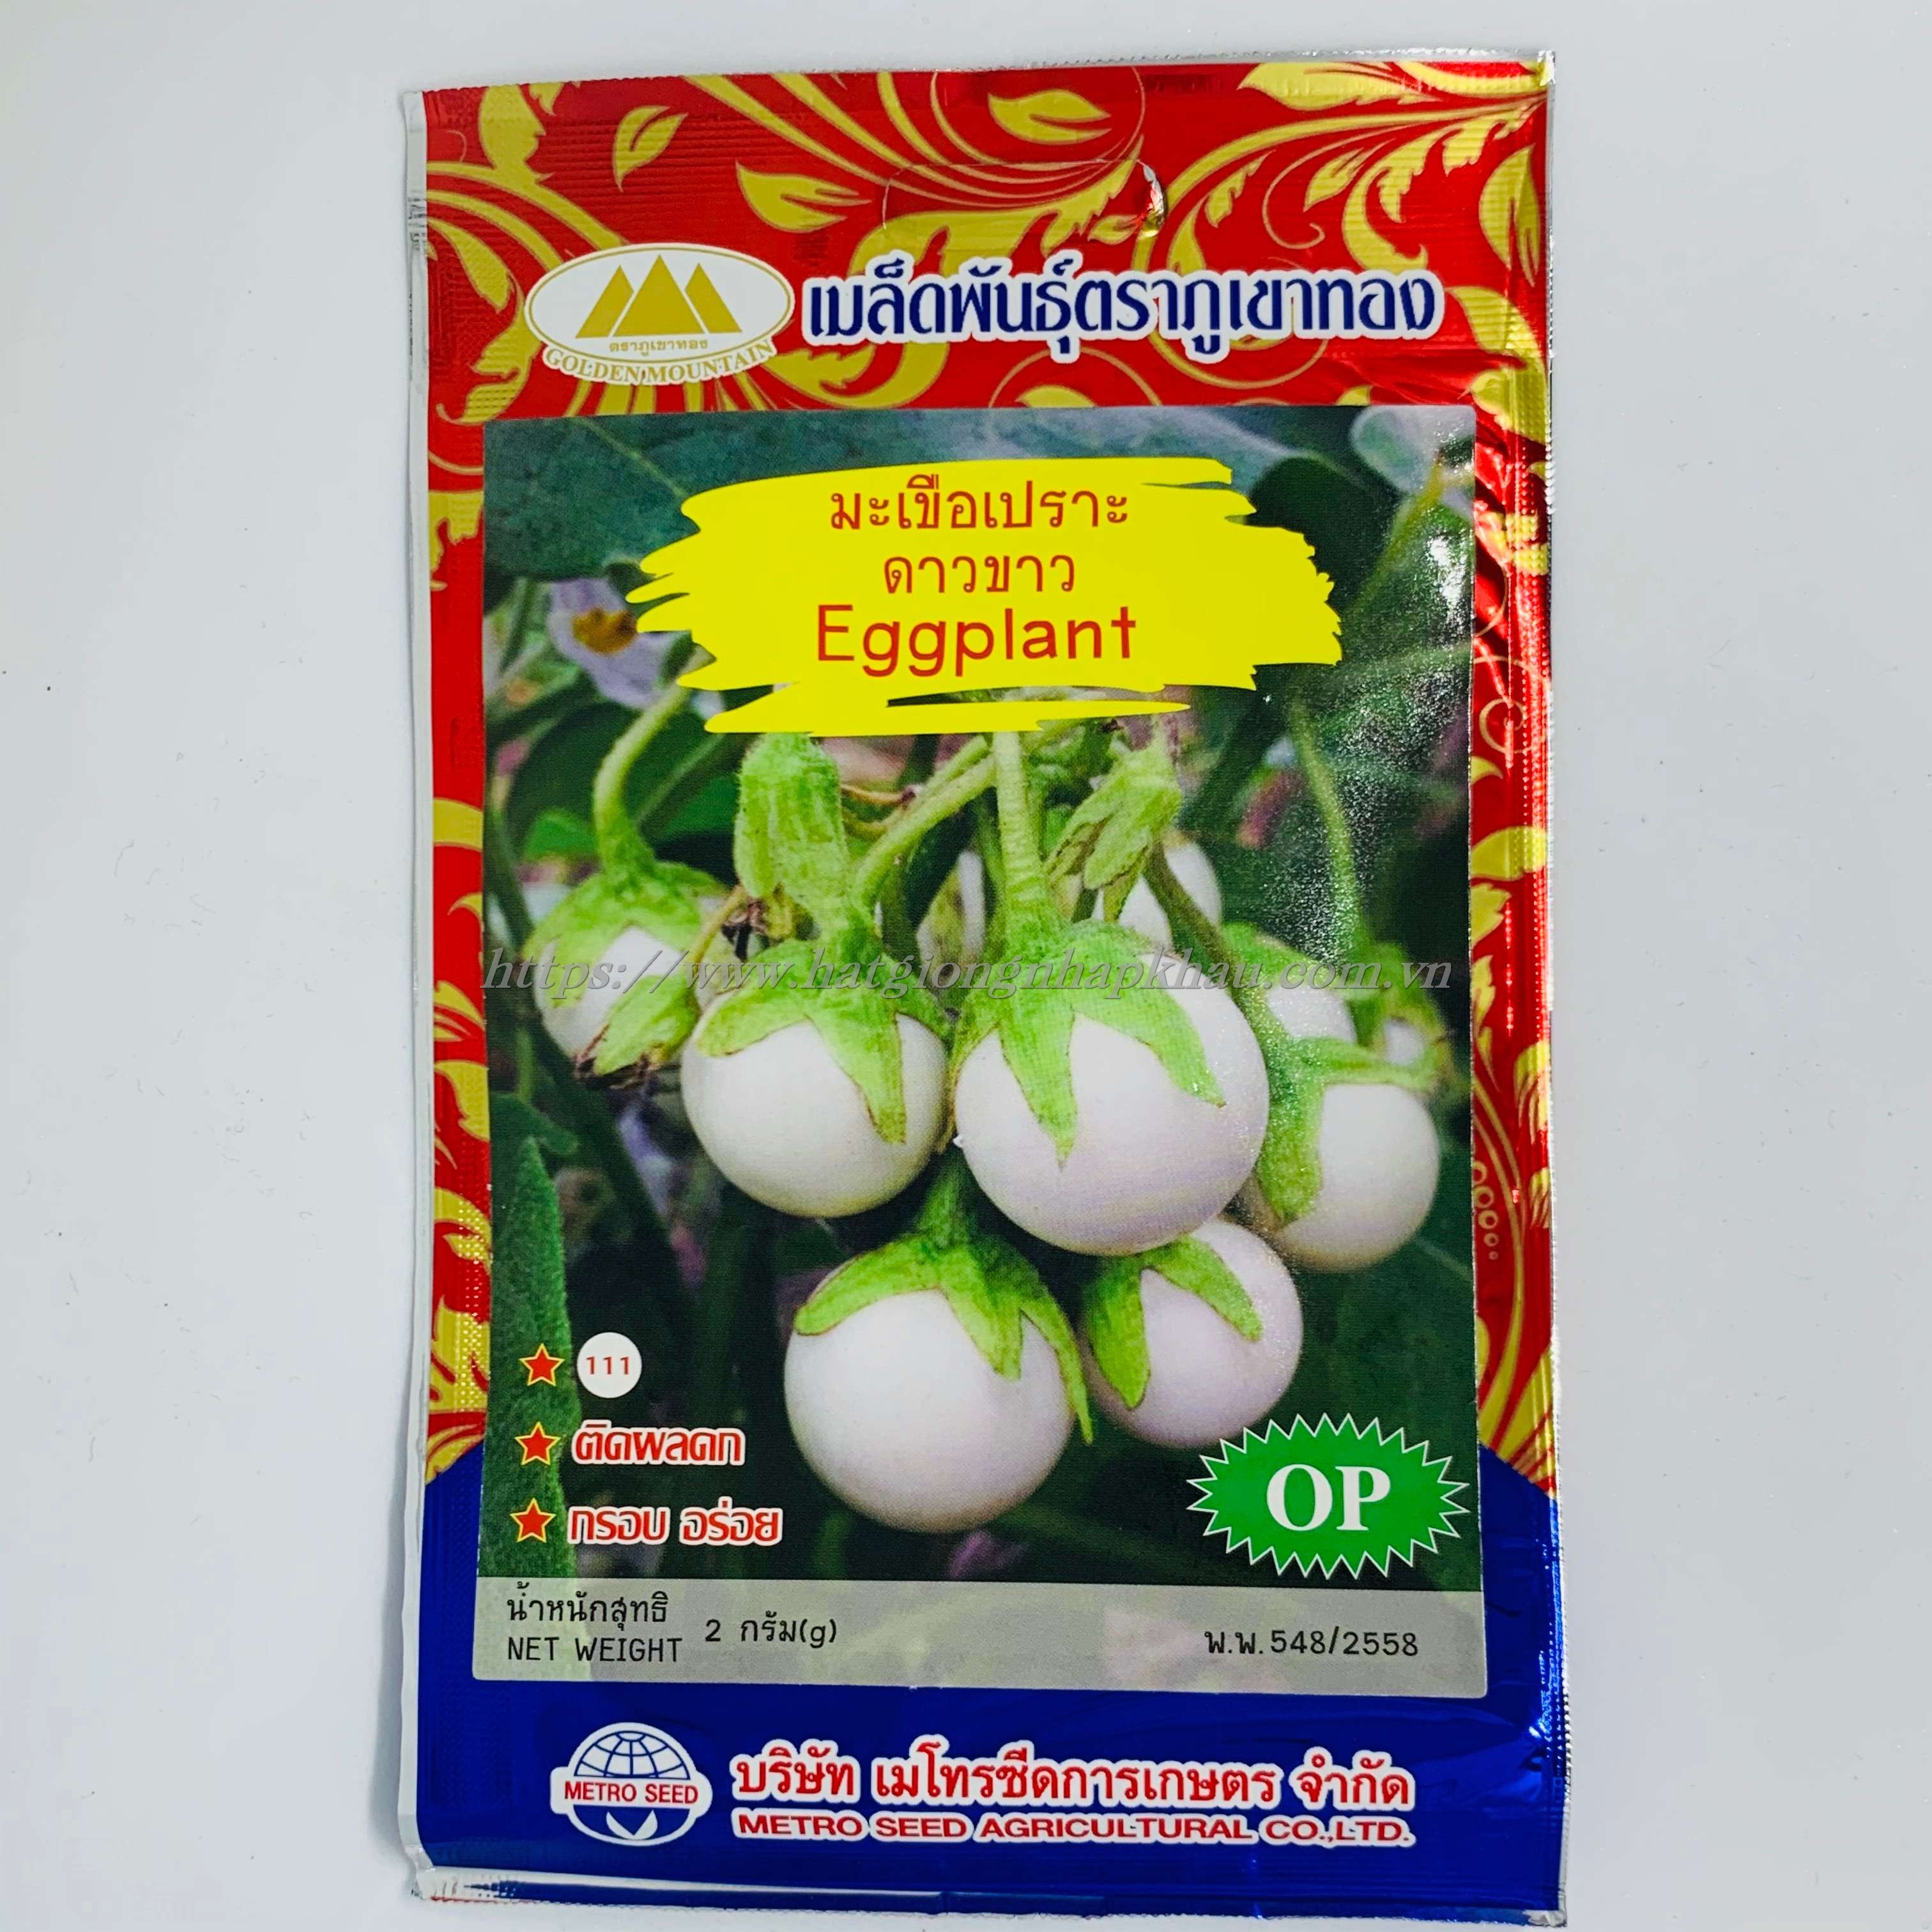 ตราภูเขาทอง
GOLDEN MOUNTAIN
เมล็ดพันธุ์ตราภูเขาทอง
มะเขือเปราะ
ดาวขาว
Eggplant
https://www.hatgiongnhapkhau.com.vn
111
ติดผลดก
กรอบ อร่อย
OP
น้ำหนักสุทธิ
NET WEIGHT 2 กรัม(g)
พ.พ.548/2558
METRO SEED
บริษัท เมโทรซีดการเกษตร จำกัด
METRO SEED AGRICULTURAL CO.,LTD.